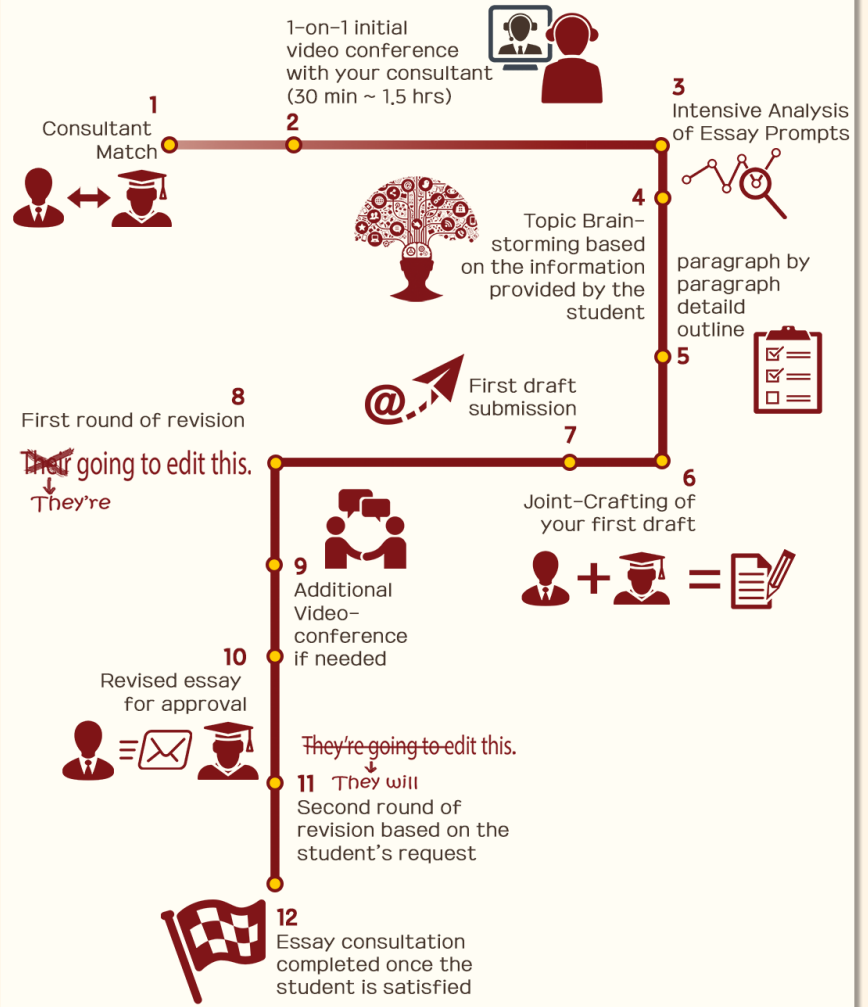 1
Consultant
Match
2
1-on-1 initial
video conference
with your consultant
(30 min ~ 1.5 hrs)
3
Intensive Analysis
of Essay Prompts
4
Topic Brain-
storming based
on the information
provided by the
student
paragraph by
paragraph
detaild
outline
5
6
Joint-Crafting of
your first draft
First draft
submission
7
@
8
First round of revision
Their going to edit this.
They're
9
Additional
Video-
conference
if needed
10
Revised essay
for approval
They're going to edit this.
They will
11
Second round of
revision based on the
student's request
12
Essay consultation
completed once the
student is satisfied